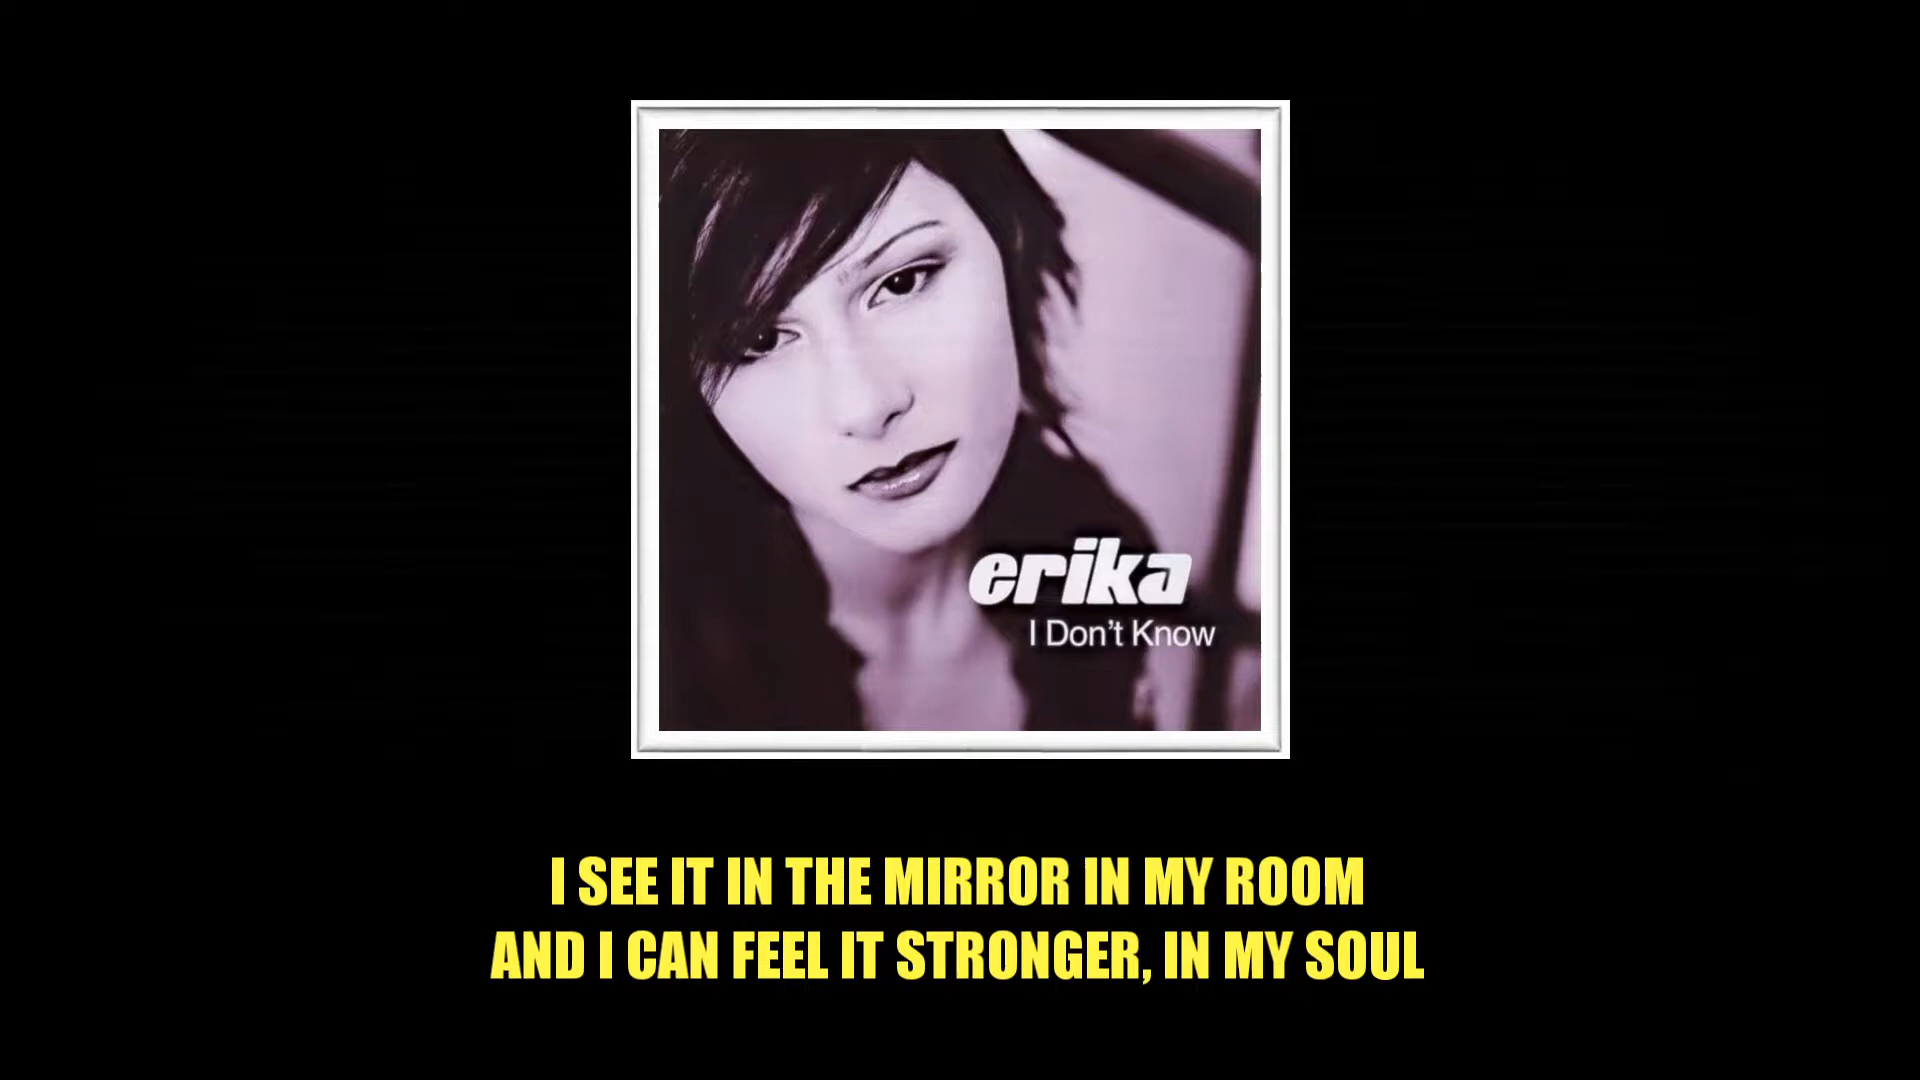 erika
I Don't Know
I SEE IT IN THE MIRROR IN MY ROOM
AND I CAN FEEL IT STRONGER, IN MY SOUL